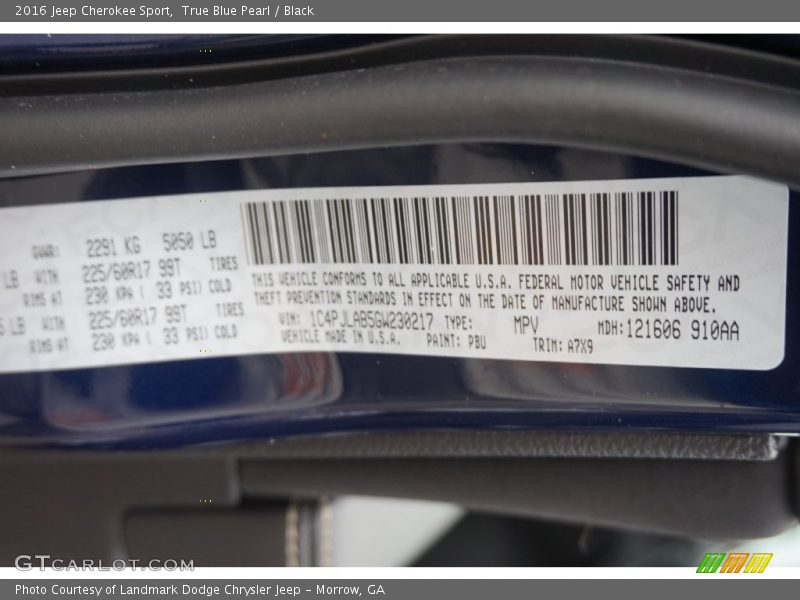 2016 Jeep Cherokee Sport, True Blue Pearl / Black
GVWR: 2291 KG 5050 LB
LB WITH 225/60R17 99T TIRES
RIMS AT 230 KPA ( 33 PSI) COLD
LB WITH 225/60R17 99T TIRES
RIMS AT 230 KPA ( 33 PSI) COLD
THIS VEHICLE CONFORMS TO ALL APPLICABLE U.S.A. FEDERAL MOTOR VEHICLE SAFETY AND
THEFT PREVENTION STANDARDS IN EFFECT ON THE DATE OF MANUFACTURE SHOWN ABOVE.
VIN: 1C4PJLAB5GW230217 TYPE: MPV MDH:121606 910AA
VEHICLE MADE IN U.S.A. PAINT: PBU TRIM: A7X9
GTCARLOT.COM
Photo Courtesy of Landmark Dodge Chrysler Jeep - Morrow, GA